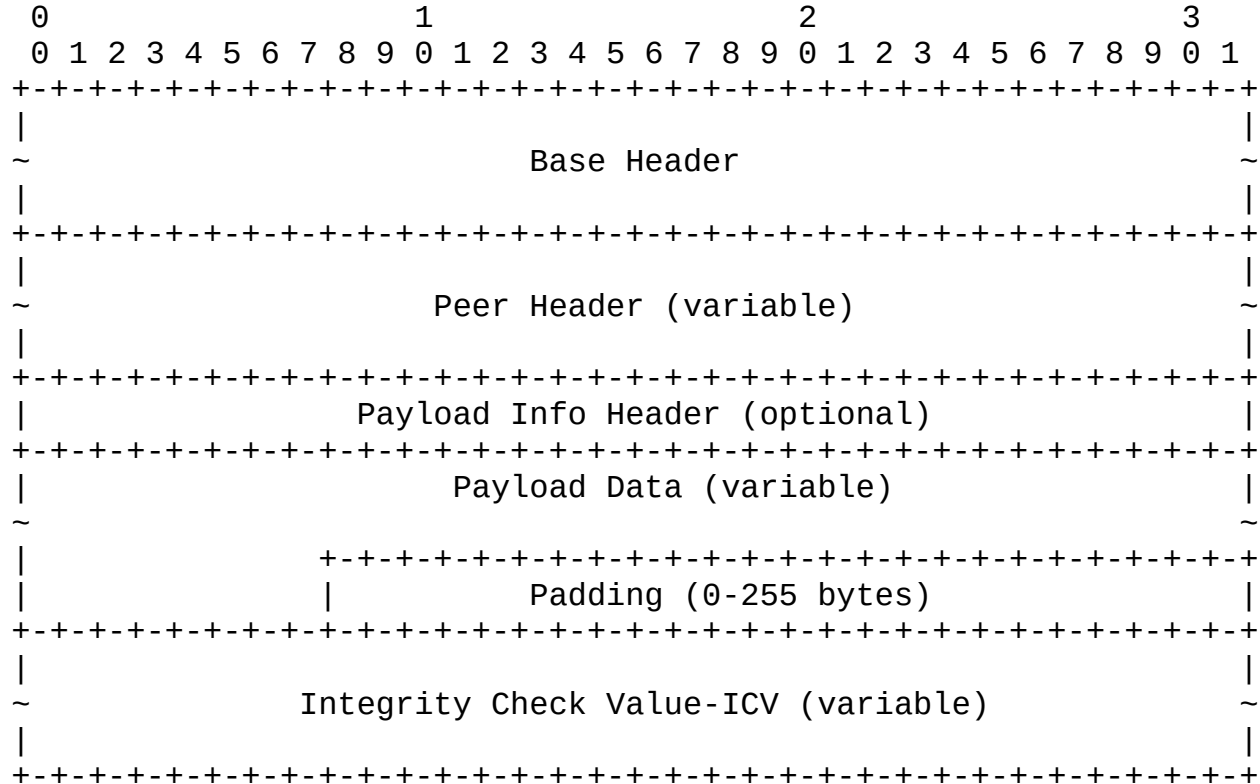 0                   1                   2                   3
 0 1 2 3 4 5 6 7 8 9 0 1 2 3 4 5 6 7 8 9 0 1 2 3 4 5 6 7 8 9 0 1
+-+-+-+-+-+-+-+-+-+-+-+-+-+-+-+-+-+-+-+-+-+-+-+-+-+-+-+-+-+-+-+-+
|                                                               |
~                          Base Header                          ~
|                                                               |
+-+-+-+-+-+-+-+-+-+-+-+-+-+-+-+-+-+-+-+-+-+-+-+-+-+-+-+-+-+-+-+-+
|                                                               |
~                     Peer Header (variable)                    ~
|                                                               |
+-+-+-+-+-+-+-+-+-+-+-+-+-+-+-+-+-+-+-+-+-+-+-+-+-+-+-+-+-+-+-+-+
|                 Payload Info Header (optional)                |
+-+-+-+-+-+-+-+-+-+-+-+-+-+-+-+-+-+-+-+-+-+-+-+-+-+-+-+-+-+-+-+-+
|                      Payload Data (variable)                  |
~                                                               ~
|               +-+-+-+-+-+-+-+-+-+-+-+-+-+-+-+-+-+-+-+-+-+-+-+-+
|               |          Padding (0-255 bytes)                |
+-+-+-+-+-+-+-+-+-+-+-+-+-+-+-+-+-+-+-+-+-+-+-+-+-+-+-+-+-+-+-+-+
|                                                               |
~              Integrity Check Value-ICV (variable)             ~
|                                                               |
+-+-+-+-+-+-+-+-+-+-+-+-+-+-+-+-+-+-+-+-+-+-+-+-+-+-+-+-+-+-+-+-+